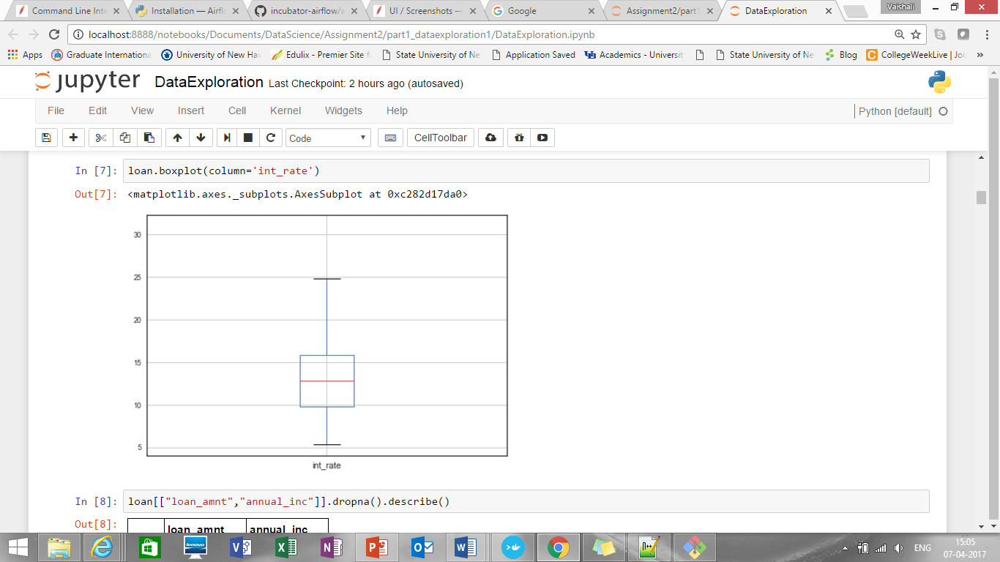 Command Line Inte
Installation — Airfl
incubator-airflow/a
UI / Screenshots —
Google
Assignment2/part1
DataExploration
Vaishali
localhost:8888/notebooks/Documents/DataScience/Assignment2/part1_dataexploration1/DataExploration.ipynb
Apps Graduate Internationa University of New Hav Edulix - Premier Site f State University of Ne Application Saved Academics - Universit State University of Ne Blog CollegeWeekLive | Joi »
jupyter DataExploration Last Checkpoint: 2 hours ago (autosaved)
File Edit View Insert Cell Kernel Widgets Help Python [default]
Code CellToolbar
In [7]: loan.boxplot(column='int_rate')
Out[7]: <matplotlib.axes._subplots.AxesSubplot at 0xc282d17da0>
30
25
20
15
10
5
int_rate
In [8]: loan[["loan_amnt","annual_inc"]].dropna().describe()
Out[8]: loan_amnt annual_inc
lenovo
ENG
15:05
07-04-2017